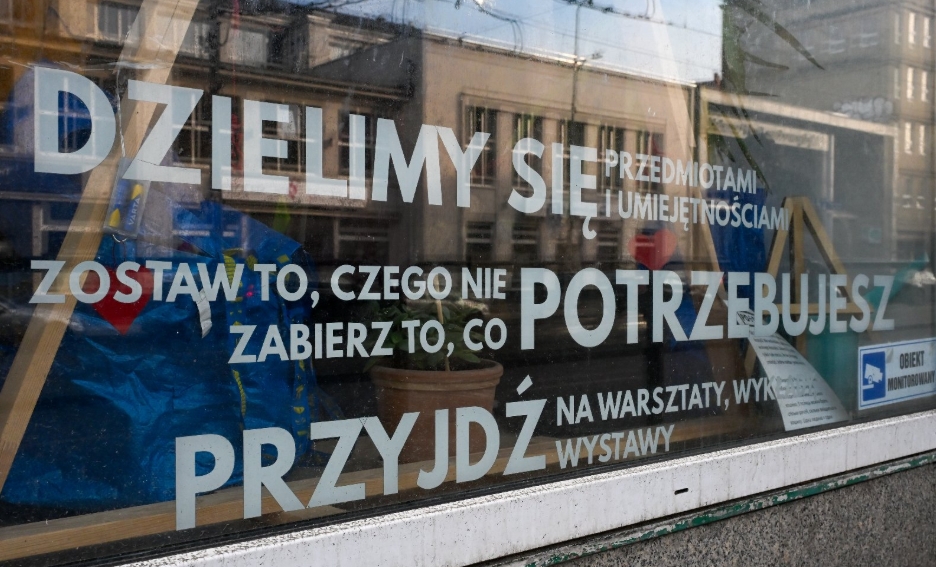 DZIELIMY SIĘ PRZEDMIOTAMI
I UMIEJĘTNOŚCIAMI
ZOSTAW TO, CZEGO NIE
ZABIERZ TO, CO POTRZEBUJESZ
PRZYJDŹ NA WARSZTATY,
WYSTAWY
OBIEKT
MONITOROWANY